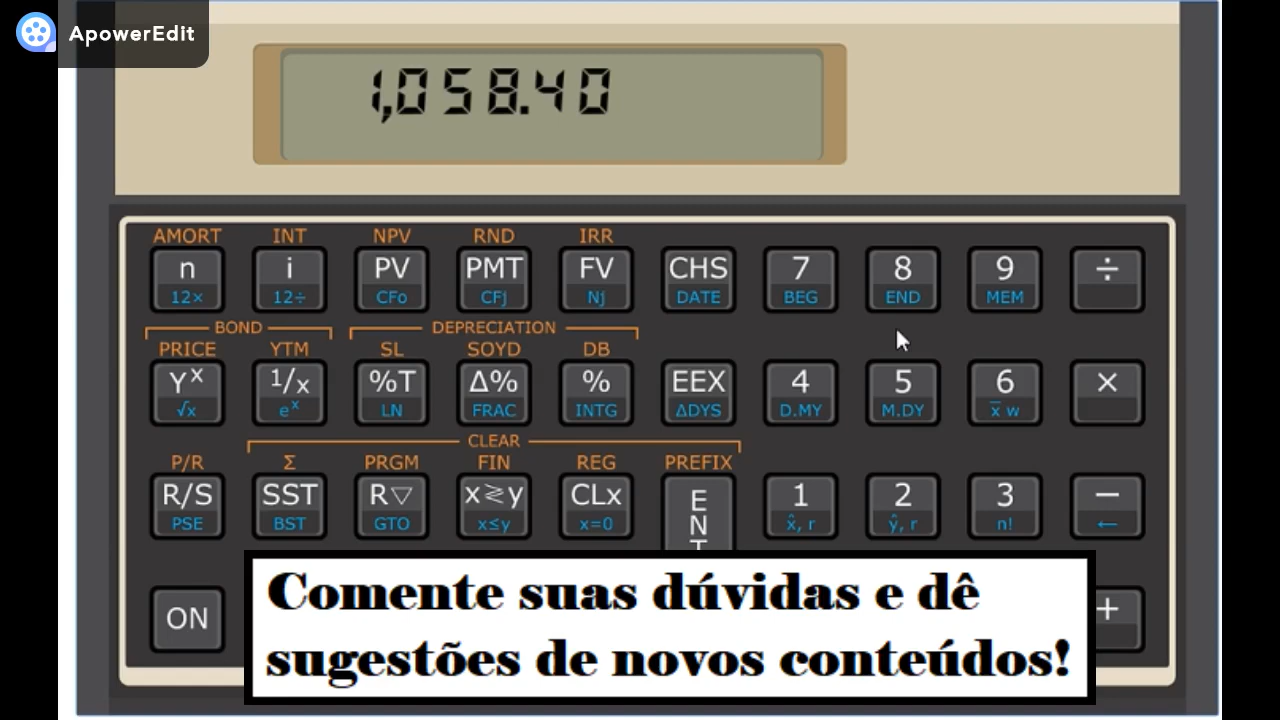 ApowerEdit
1,058.40
AMORT INT NPV RND IRR
n i PV PMT FV CHS 7 8 9 ÷
12× 12÷ CFo CFj Nj DATE BEG END MEM
BOND DEPRECIATION
PRICE YTM SL SOYD DB
Yˣ 1/x %T Δ% % EEX 4 5 6 ×
√x eˣ LN FRAC INTG ΔDYS D.MY M.DY x̄ w
CLEAR
P/R Σ PRGM FIN REG PREFIX
R/S SST R▽ x≷y CLx ENT 1 2 3 −
PSE BST GTO x≤y x=0 x̂, r ŷ, r n! ←
ON +
Comente suas dúvidas e dê
sugestões de novos conteúdos!